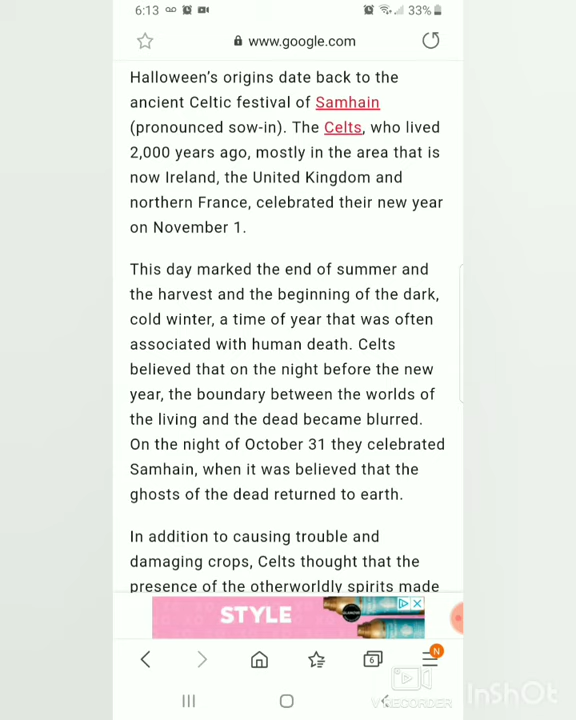 6:13
33%
www.google.com
Halloween's origins date back to the
ancient Celtic festival of Samhain
(pronounced sow-in). The Celts, who lived
2,000 years ago, mostly in the area that is
now Ireland, the United Kingdom and
northern France, celebrated their new year
on November 1.
This day marked the end of summer and
the harvest and the beginning of the dark,
cold winter, a time of year that was often
associated with human death. Celts
believed that on the night before the new
year, the boundary between the worlds of
the living and the dead became blurred.
On the night of October 31 they celebrated
Samhain, when it was believed that the
ghosts of the dead returned to earth.
In addition to causing trouble and
damaging crops, Celts thought that the
presence of the otherworldly spirits made
STYLE
6
N
V RECORDER
InShOt